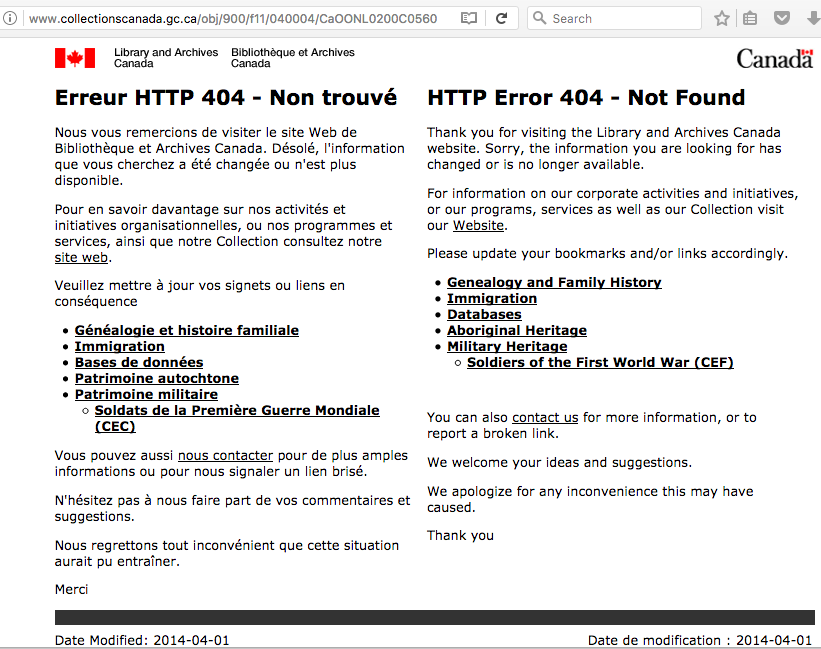 www.collectionscanada.gc.ca/obj/900/f11/040004/CaOONL0200C0560
Search
Library and Archives
Canada
Bibliothèque et Archives
Canada
Canada
Erreur HTTP 404 - Non trouvé
Nous vous remercions de visiter le site Web de
Bibliothèque et Archives Canada. Désolé, l'information
que vous cherchez a été changée ou n'est plus
disponible.
Pour en savoir davantage sur nos activités et
initiatives organisationnelles, ou nos programmes et
services, ainsi que notre Collection consultez notre
site web.
Veuillez mettre à jour vos signets ou liens en
conséquence
Généalogie et histoire familiale
Immigration
Bases de données
Patrimoine autochtone
Patrimoine militaire
Soldats de la Première Guerre Mondiale
(CEC)
Vous pouvez aussi nous contacter pour de plus amples
informations ou pour nous signaler un lien brisé.
N'hésitez pas à nous faire part de vos commentaires et
suggestions.
Nous regrettons tout inconvénient que cette situation
aurait pu entraîner.
Merci
HTTP Error 404 - Not Found
Thank you for visiting the Library and Archives Canada
website. Sorry, the information you are looking for has
changed or is no longer available.
For information on our corporate activities and initiatives,
or our programs, services as well as our Collection visit
our Website.
Please update your bookmarks and/or links accordingly.
Genealogy and Family History
Immigration
Databases
Aboriginal Heritage
Military Heritage
Soldiers of the First World War (CEF)
You can also contact us for more information, or to
report a broken link.
We welcome your ideas and suggestions.
We apologize for any inconvenience this may have
caused.
Thank you
Date Modified: 2014-04-01
Date de modification : 2014-04-01